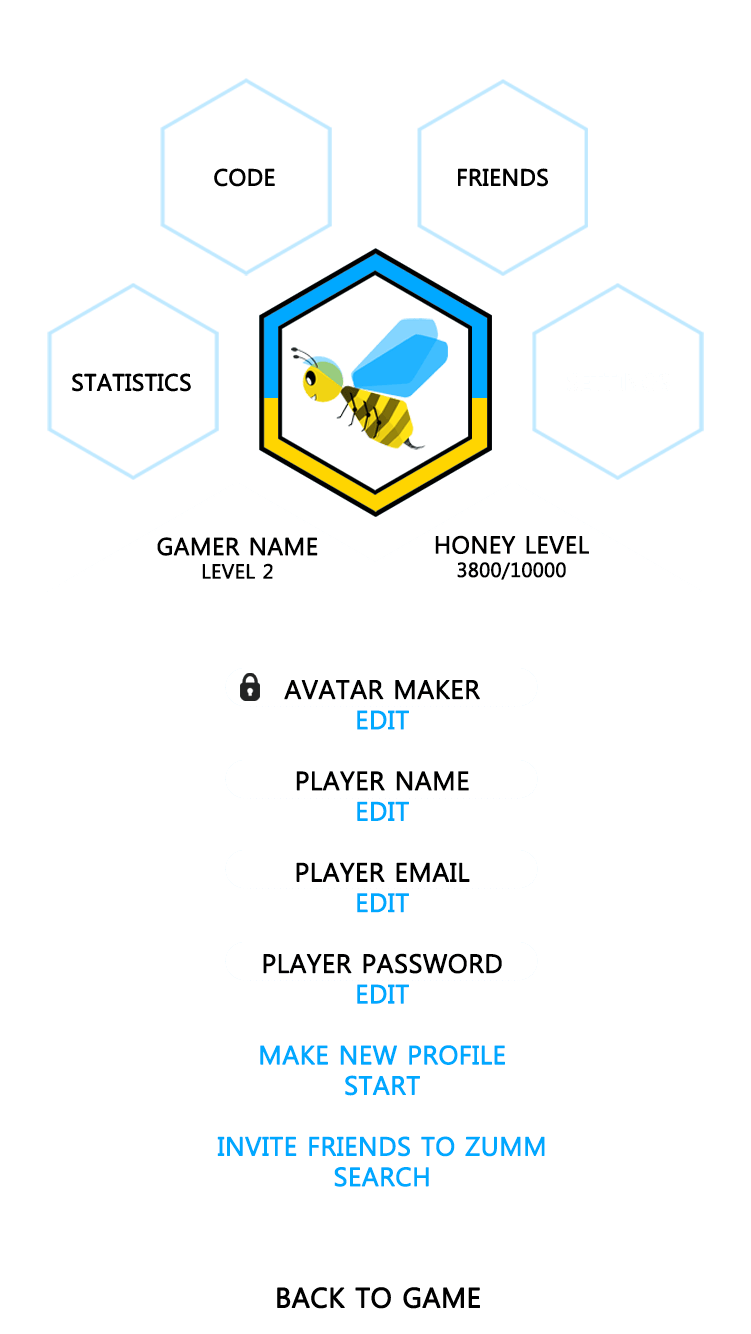 CODE
FRIENDS
STATISTICS
GAMER NAME
LEVEL 2
HONEY LEVEL
3800/10000
AVATAR MAKER
EDIT
PLAYER NAME
EDIT
PLAYER EMAIL
EDIT
PLAYER PASSWORD
EDIT
MAKE NEW PROFILE
START
INVITE FRIENDS TO ZUMM
SEARCH
BACK TO GAME